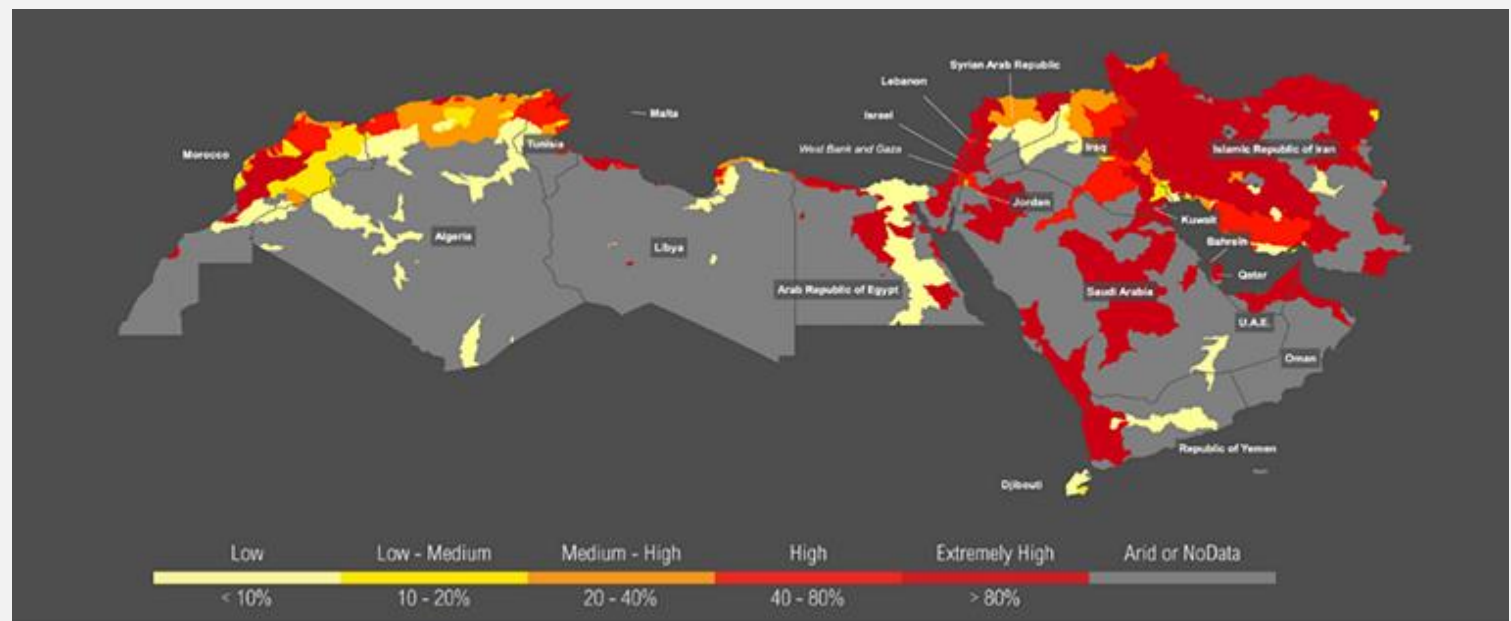 Syrian Arab Republic
Lebanon
Malta
Israel
Morocco
Tunisia
West Bank and Gaza
Iraq
Islamic Republic of Iran
Jordan
Kuwait
Algeria
Libya
Bahrain
Qatar
Arab Republic of Egypt
Saudi Arabia
U.A.E.
Oman
Republic of Yemen
Djibouti
Low Low - Medium Medium - High High Extremely High Arid or NoData
< 10% 10 - 20% 20 - 40% 40 - 80% > 80%